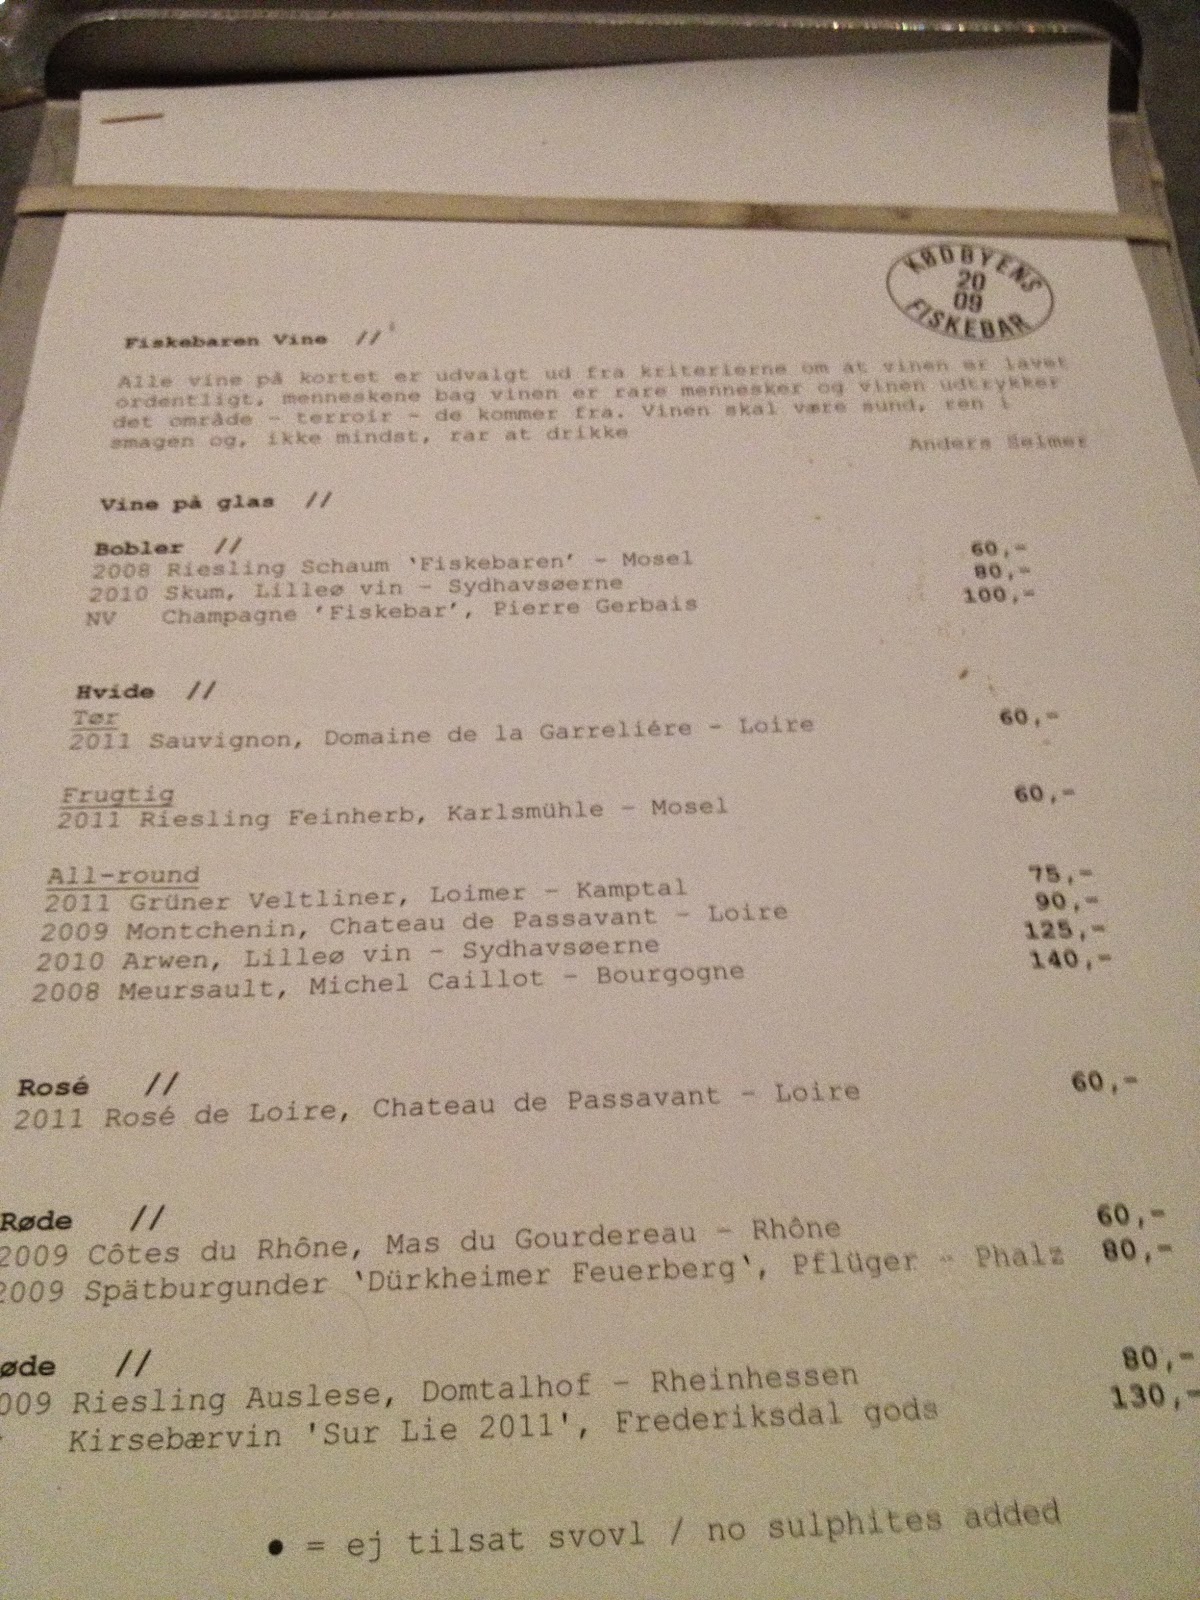 KØDBYENS
20
09
FISKEBAR
Fiskebaren Vine //
Alle vine på kortet er udvalgt ud fra kriterierne om at vinen er lavet
ordentligt, menneskene bag vinen er rare mennesker og vinen udtrykker
det område - terroir - de kommer fra. Vinen skal være sund, ren i
smagen og, ikke mindst, rar at drikke
Anders Selmer
Vine på glas //
Bobler //
2008 Riesling Schaum 'Fiskebaren' - Mosel 60,-
2010 Skum, Lilleø vin - Sydhavsøerne 80,-
NV Champagne 'Fiskebar', Pierre Gerbais 100,-
Hvide //
Tør
2011 Sauvignon, Domaine de la Garreliére - Loire 60,-
Frugtig
2011 Riesling Feinherb, Karlsmühle - Mosel 60,-
All-round
2011 Grüner Veltliner, Loimer - Kamptal 75,-
2009 Montchenin, Chateau de Passavant - Loire 90,-
2010 Arwen, Lilleø vin - Sydhavsøerne 125,-
2008 Meursault, Michel Caillot - Bourgogne 140,-
Rosé //
2011 Rosé de Loire, Chateau de Passavant - Loire 60,-
Røde //
2009 Côtes du Rhône, Mas du Gourdereau - Rhône 60,-
2009 Spätburgunder 'Dürkheimer Feuerberg', Pflüger - Phalz 80,-
øde //
009 Riesling Auslese, Domtalhof - Rheinhessen 80,-
Kirsebærvin 'Sur Lie 2011', Frederiksdal gods 130,-
● = ej tilsat svovl / no sulphites added